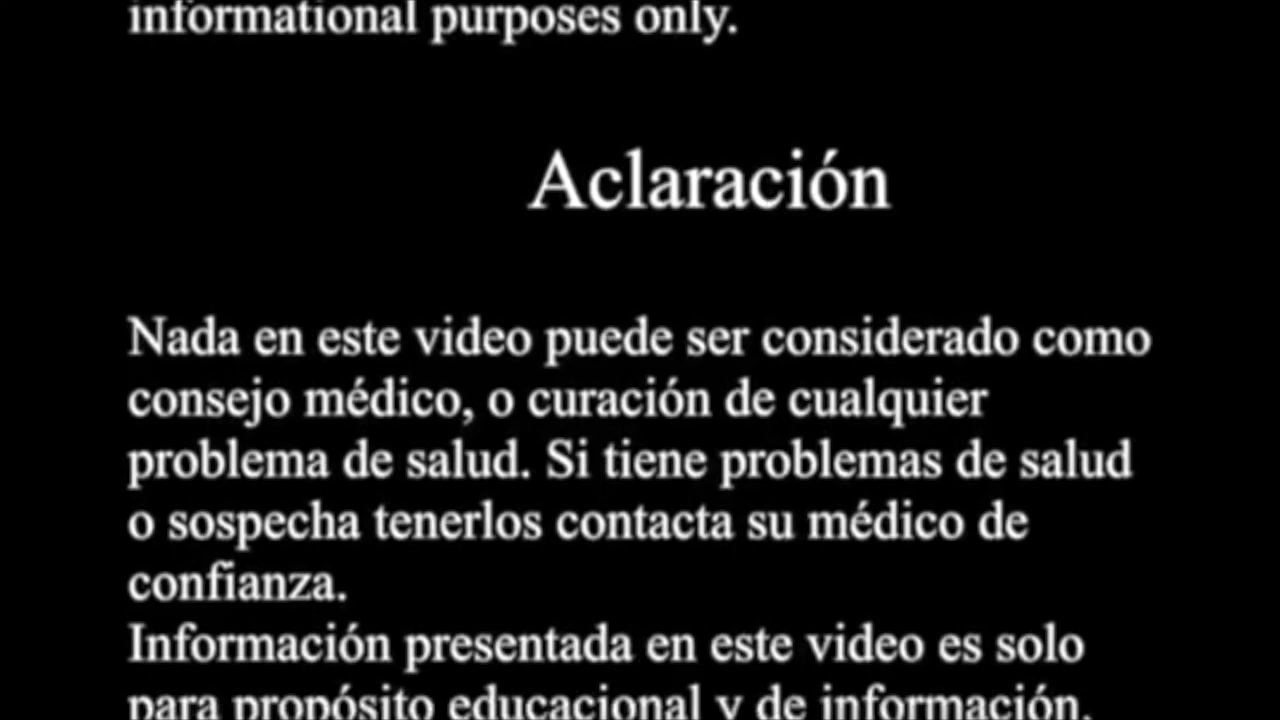 informational purposes only.
Aclaración
Nada en este video puede ser considerado como
consejo médico, o curación de cualquier
problema de salud. Si tiene problemas de salud
o sospecha tenerlos contacta su médico de
confianza.
Información presentada en este video es solo
para propósito educacional y de información.